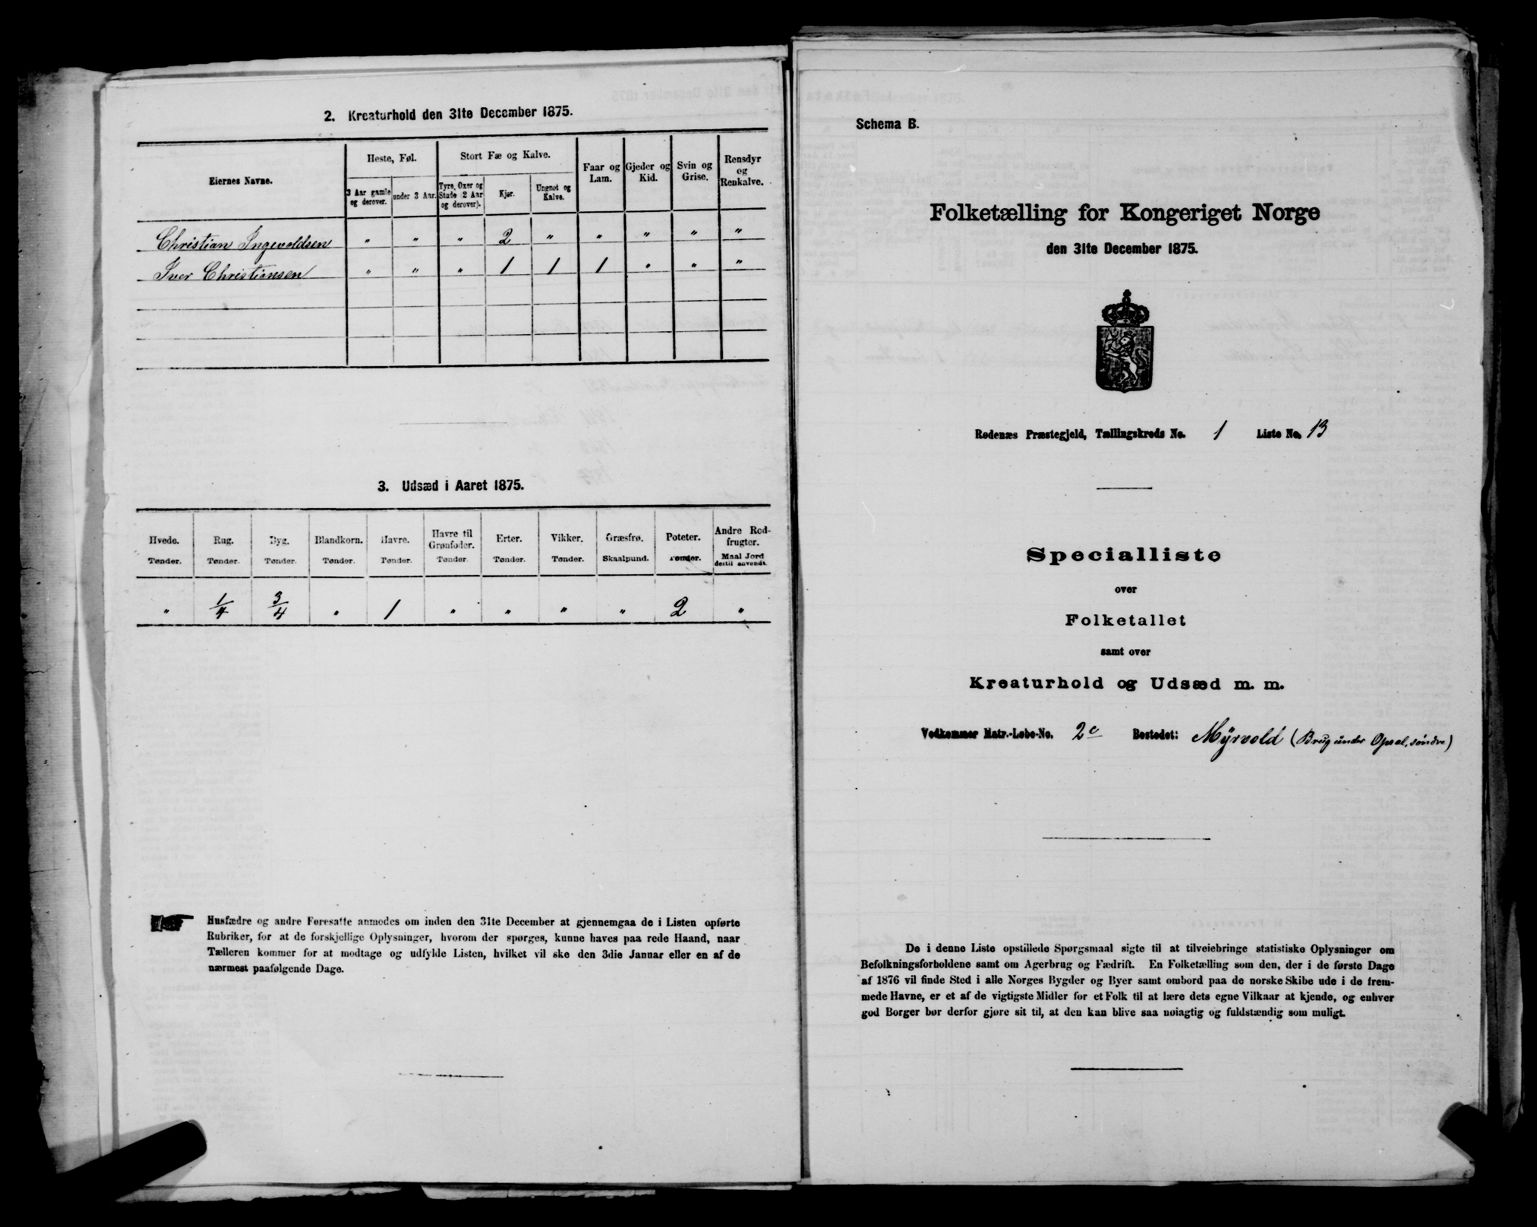 2. Kreaturhold den 31te December 1875.
Eiernes Navne.
Heste, Føl.
3 Aar gamle og derover.
under 3 Aar.
Stort Fæ og Kalve.
Tyre, Oxer og Stude 2 Aar og derover).
Kjør.
Ungnøt og Kalve.
Faar og Lam.
Gjeder og Kid.
Svin og Grise.
Rensdyr og Renkalve.
Christian Ingevoldsen " " " 2 " " " " "
Iver Christiansen " " " 1 1 1 " " "
3. Udsæd i Aaret 1875.
Hvede. Rug. Byg. Blandkorn. Havre. Havre til Grønfoder. Erter. Vikker. Græsfrø. Poteter. Andre Rodfrugter.
Tønder. Tønder. Tønder. Tønder. Tønder. Tønder. Tønder. Tønder. Skaalpund. Tønder. Maal Jord dertil anvendt.
" 1/4 3/4 " 1 " " " " 2 "
Husfædre og andre Foresatte anmodes om inden den 31te December at gjennemgaa de i Listen opførte
Rubriker, for at de forskjellige Oplysninger, hvorom der spørges, kunne haves paa rede Haand, naar
Tælleren kommer for at modtage og udfylde Listen, hvilket vil ske den 3die Januar eller en af de
nærmest paafølgende Dage.
Schema B.
Folketælling for Kongeriget Norge
den 31te December 1875.
Rødenæs Præstegjeld, Tællingskreds No. 1 Liste No. 13
Specialliste
over
Folketallet
samt over
Kreaturhold og Udsæd m. m.
Vedkommer Matr.-Løbe-No. 2c Bostedet: Myrvold (Brug under Opsal, søndre)
De i denne Liste opstillede Spørgsmaal sigte til at tilveiebringe statistiske Oplysninger om
Befolkningsforholdene samt om Agerbrug og Fædrift. En Folketælling som den, der i de første Dage
af 1876 vil finde Sted i alle Norges Bygder og Byer samt ombord paa de norske Skibe ude i de frem-
mede Havne, er et af de vigtigste Midler for et Folk til at lære dets egne Vilkaar at kjende, og enhver
god Borger bør derfor gjøre sit til, at den kan blive saa nøiagtig og fuldstændig som muligt.